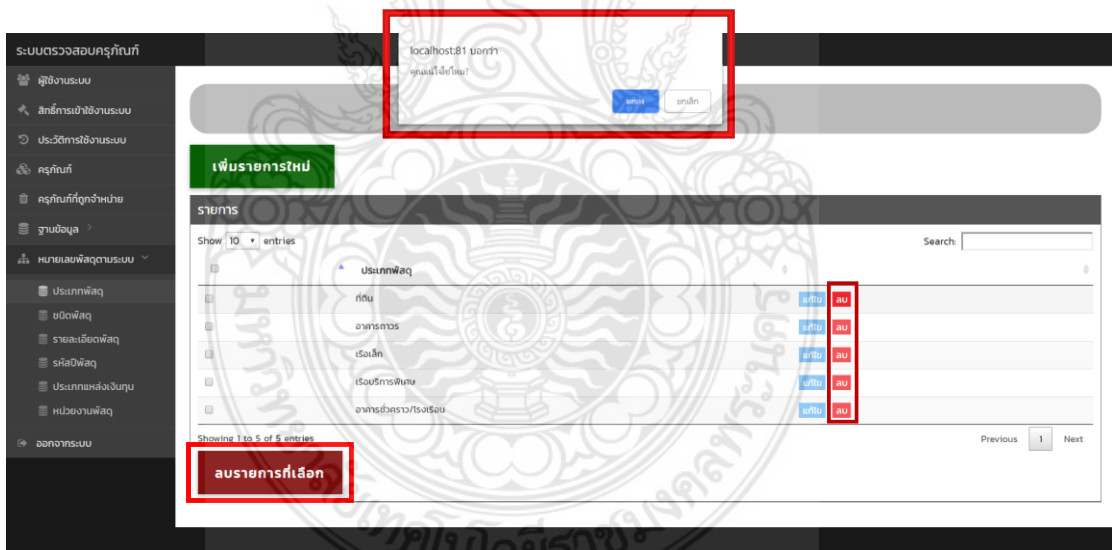 localhost:81 บอกว่า
คุณแน่ใจใช่ไหม?
ตกลง ยกเลิก
ระบบตรวจสอบครุภัณฑ์
ผู้ใช้งานระบบ
สิทธิ์การเข้าใช้งานระบบ
ประวัติการใช้งานระบบ
ครุภัณฑ์
ครุภัณฑ์ที่ถูกจำหน่าย
ฐานข้อมูล
หมายเลขพัสดุตามระบบ
ประเภทพัสดุ
ชนิดพัสดุ
รายละเอียดพัสดุ
รหัสปีพัสดุ
ประเภทแหล่งเงินทุน
หน่วยงานพัสดุ
ออกจากระบบ
เพิ่มรายการใหม่
รายการ
Show 10 entries Search:
ประเภทพัสดุ
ที่ดิน แก้ไข ลบ
อาคารถาวร แก้ไข ลบ
เรือเล็ก แก้ไข ลบ
เรือบริการพิเศษ แก้ไข ลบ
อาคารชั่วคราว/โรงเรือน แก้ไข ลบ
Showing 1 to 5 of 5 entries Previous 1 Next
ลบรายการที่เลือก